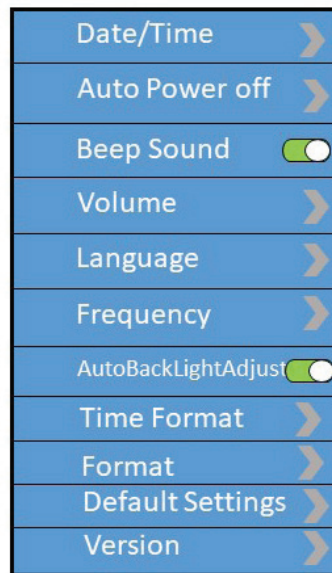 Date/Time
Auto Power off
Beep Sound
Volume
Language
Frequency
AutoBackLightAdjust
Time Format
Format
Default Settings
Version